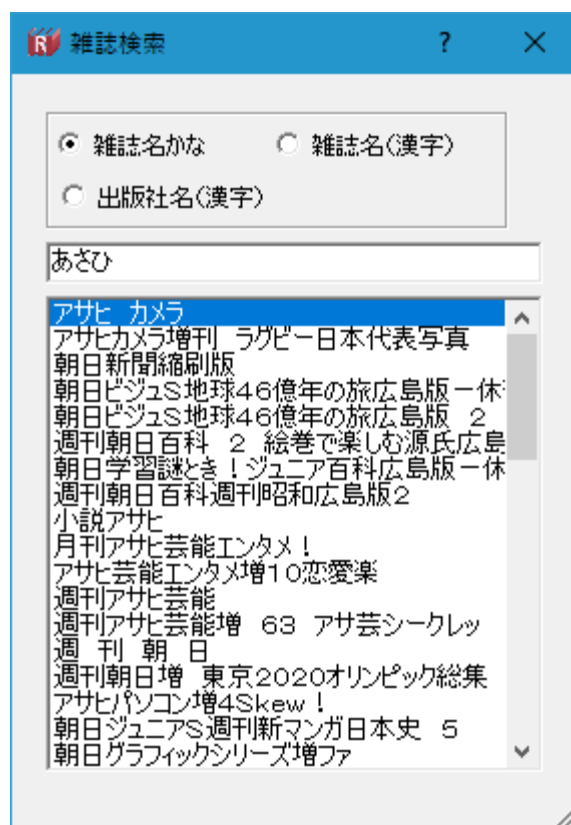 雑誌検索 ?
雑誌名かな 雑誌名(漢字)
出版社名(漢字)
あさひ
アサヒ カメラ
アサヒカメラ増刊 ラグビー日本代表写真
朝日新聞縮刷版
朝日ビジュS地球46億年の旅広島版-休
朝日ビジュS地球46億年の旅広島版 2
週刊朝日百科 2 絵巻で楽しむ源氏広島
朝日学習謎とき!ジュニア百科広島版-休
週刊朝日百科週刊昭和広島版2
小説アサヒ
月刊アサヒ芸能エンタメ!
アサヒ芸能エンタメ増10恋愛楽
週刊アサヒ芸能
週刊アサヒ芸能増 63 アサ芸シークレッ
週 刊 朝 日
週刊朝日増 東京2020オリンピック総集
アサヒパソコン増4Skew!
朝日ジュニアS週刊新マンガ日本史 5
朝日グラフィックシリーズ増ファ